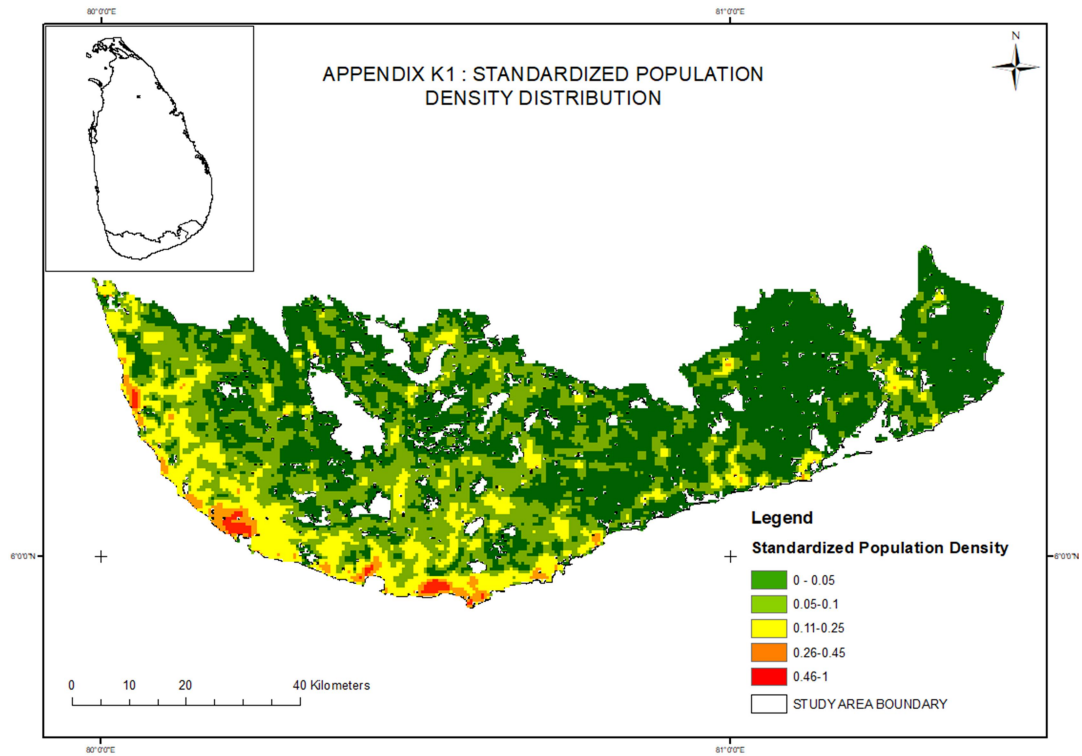 80°0'0"E
81°0'0"E
N
APPENDIX K1 : STANDARDIZED POPULATION
DENSITY DISTRIBUTION
Legend
Standardized Population Density
0 - 0.05
0.05-0.1
0.11-0.25
0.26-0.45
0.46-1
STUDY AREA BOUNDARY
6°0'0"N
6°0'0"N
0 10 20 40 Kilometers
80°0'0"E
81°0'0"E